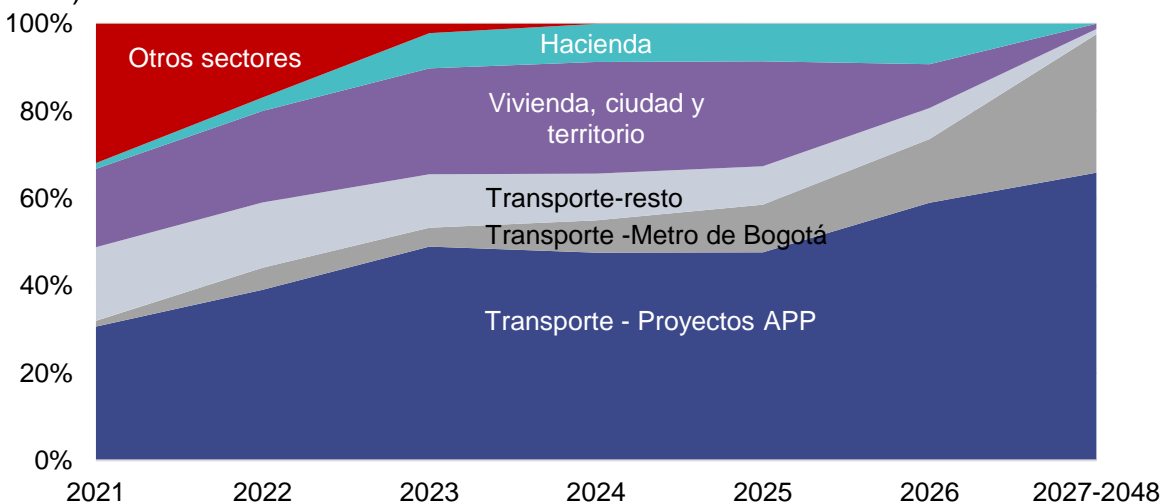 100%
Otros sectores
Hacienda
80%
Vivienda, ciudad y
territorio
60%
Transporte-resto
Transporte -Metro de Bogotá
40%
Transporte - Proyectos APP
20%
0%
2021 2022 2023 2024 2025 2026 2027-2048